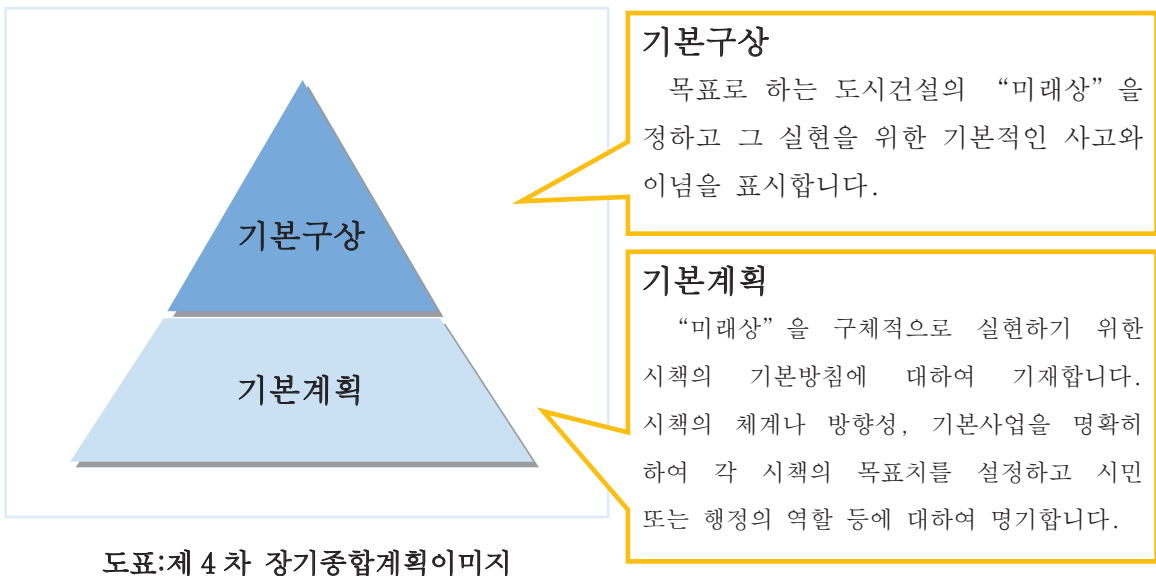 기본구상
기본계획
도표:제 4 차 장기종합계획이미지
기본구상
목표로 하는 도시건설의 “미래상”을
정하고 그 실현을 위한 기본적인 사고와
이념을 표시합니다.
기본계획
“미래상”을 구체적으로 실현하기 위한
시책의 기본방침에 대하여 기재합니다.
시책의 체계나 방향성, 기본사업을 명확히
하여 각 시책의 목표치를 설정하고 시민
또는 행정의 역할 등에 대하여 명기합니다.